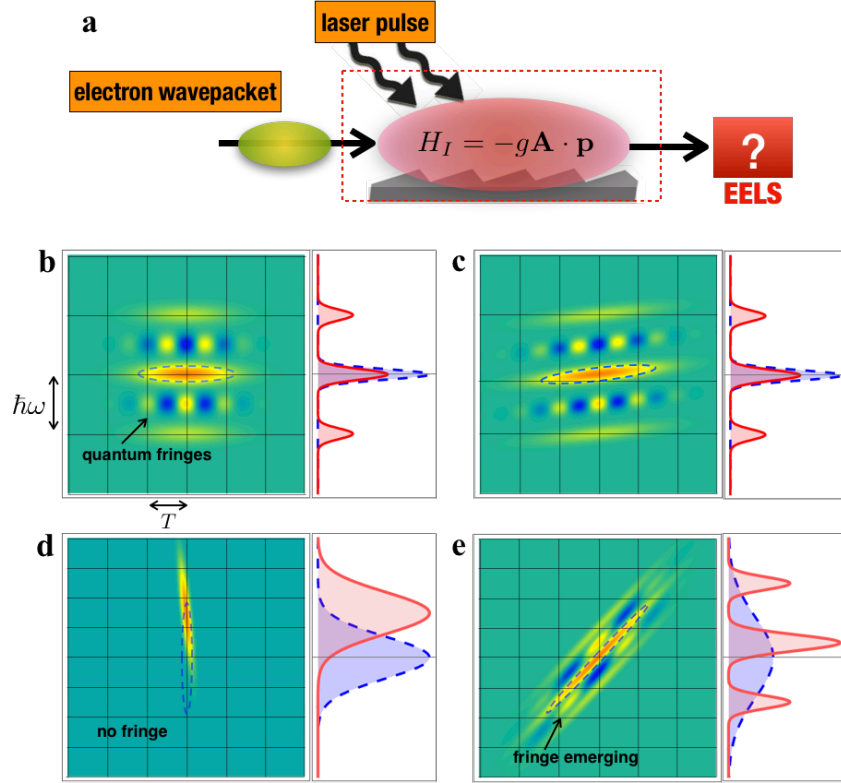 a
laser pulse
electron wavepacket
H_I = −gA · p
?
EELS
b
c
ħω
quantum fringes
T
d
e
no fringe
fringe emerging